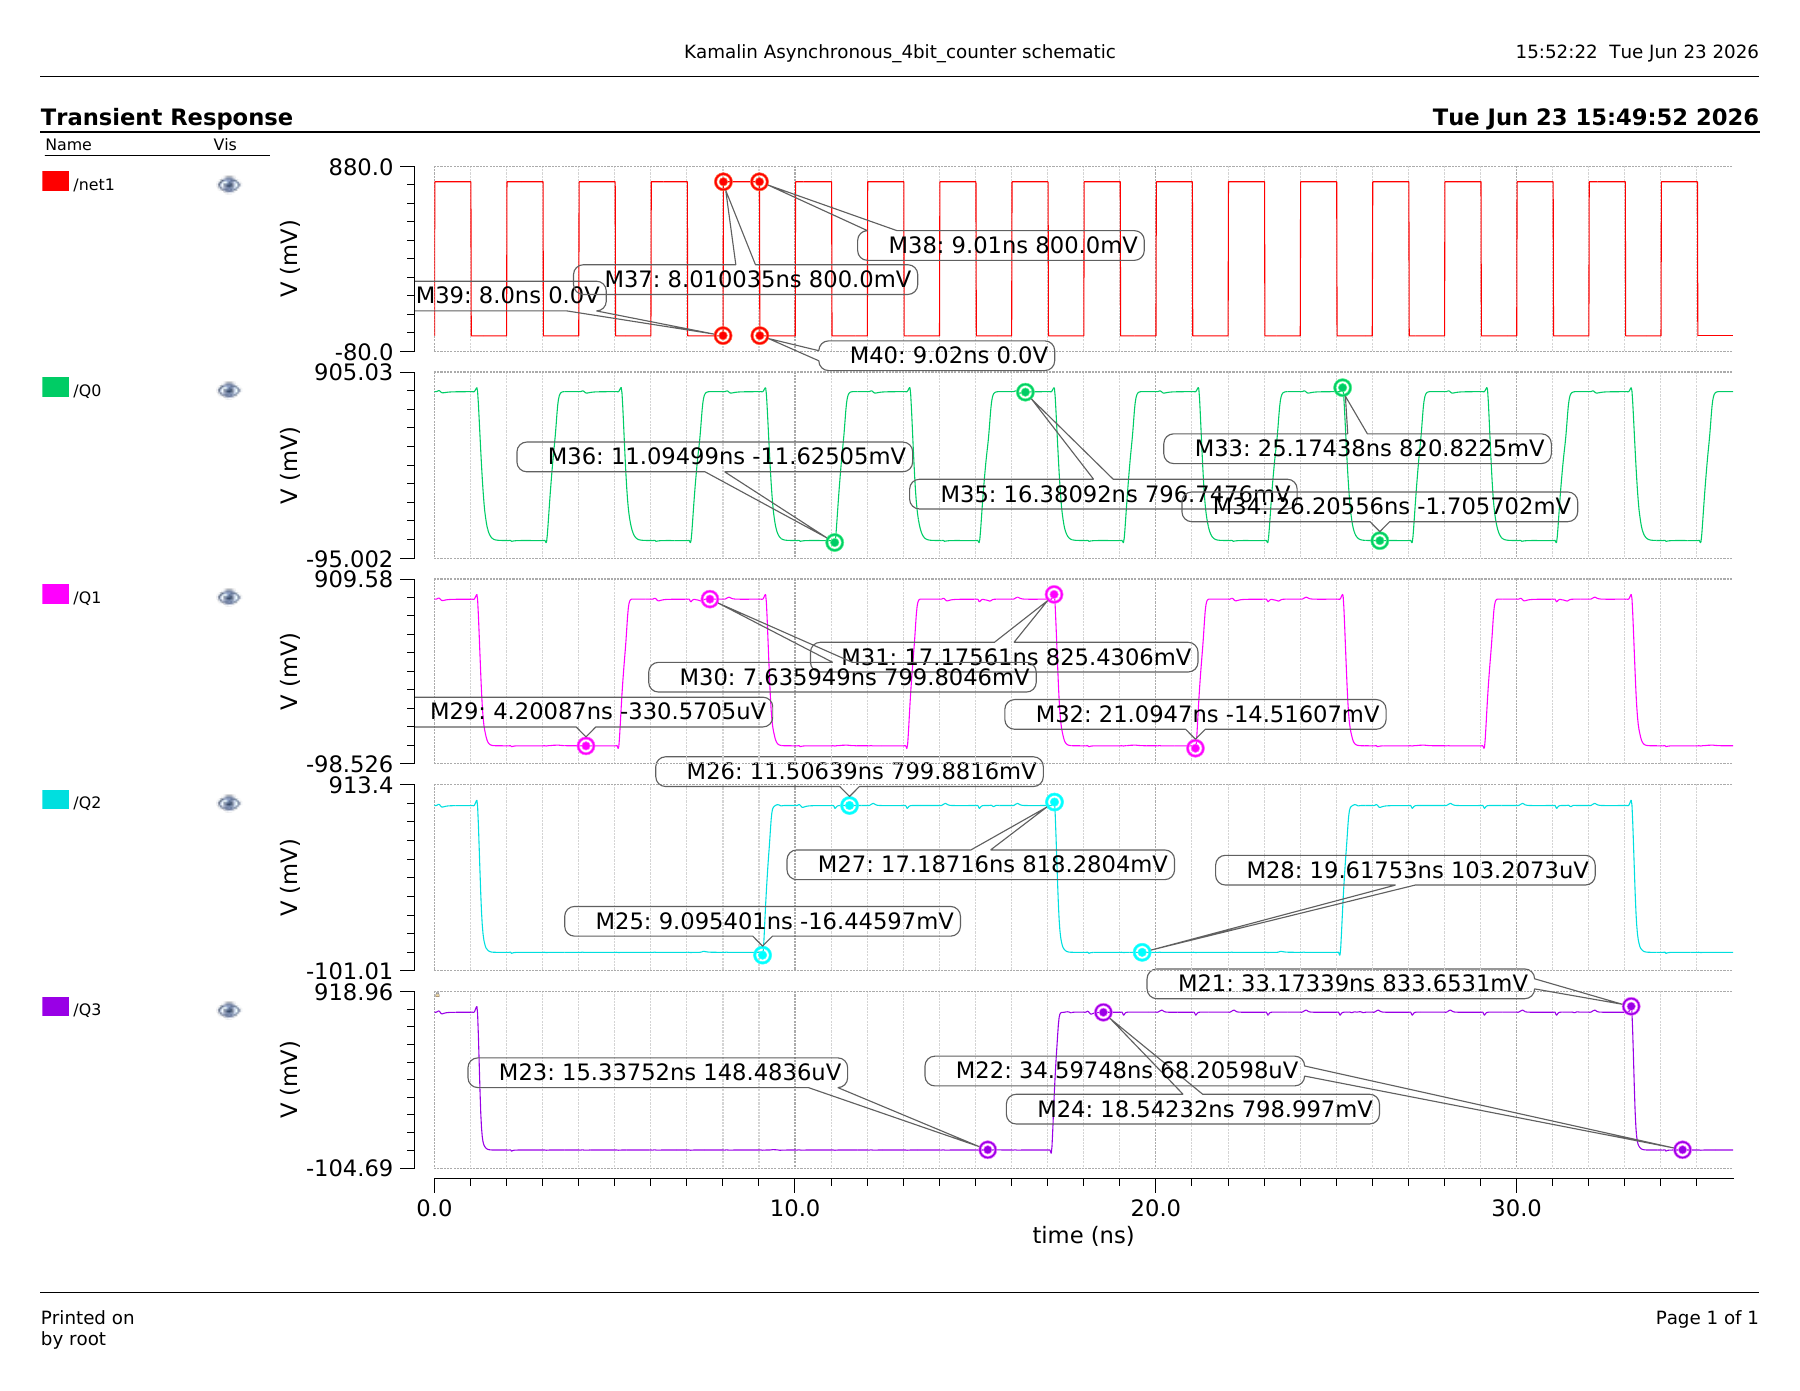 Kamalin Asynchronous_4bit_counter schematic
15:52:22 Tue Jun 23 2026
Transient Response
Tue Jun 23 15:49:52 2026
Name
Vis
/net1
880.0
V (mV)
-80.0
M38: 9.01ns 800.0mV
M37: 8.010035ns 800.0mV
M39: 8.0ns 0.0V
M40: 9.02ns 0.0V
/Q0
905.03
V (mV)
-95.002
M33: 25.17438ns 820.8225mV
M36: 11.09499ns -11.62505mV
M35: 16.38092ns 796.7476mV
M34: 26.20556ns -1.705702mV
/Q1
909.58
V (mV)
-98.526
M31: 17.17561ns 825.4306mV
M30: 7.635949ns 799.8046mV
M29: 4.20087ns -330.5705uV
M32: 21.0947ns -14.51607mV
/Q2
913.4
V (mV)
-101.01
M26: 11.50639ns 799.8816mV
M27: 17.18716ns 818.2804mV
M28: 19.61753ns 103.2073uV
M25: 9.095401ns -16.44597mV
/Q3
918.96
V (mV)
-104.69
M21: 33.17339ns 833.6531mV
M23: 15.33752ns 148.4836uV
M22: 34.59748ns 68.20598uV
M24: 18.54232ns 798.997mV
0.0 10.0 20.0 30.0
time (ns)
Printed on
by root
Page 1 of 1